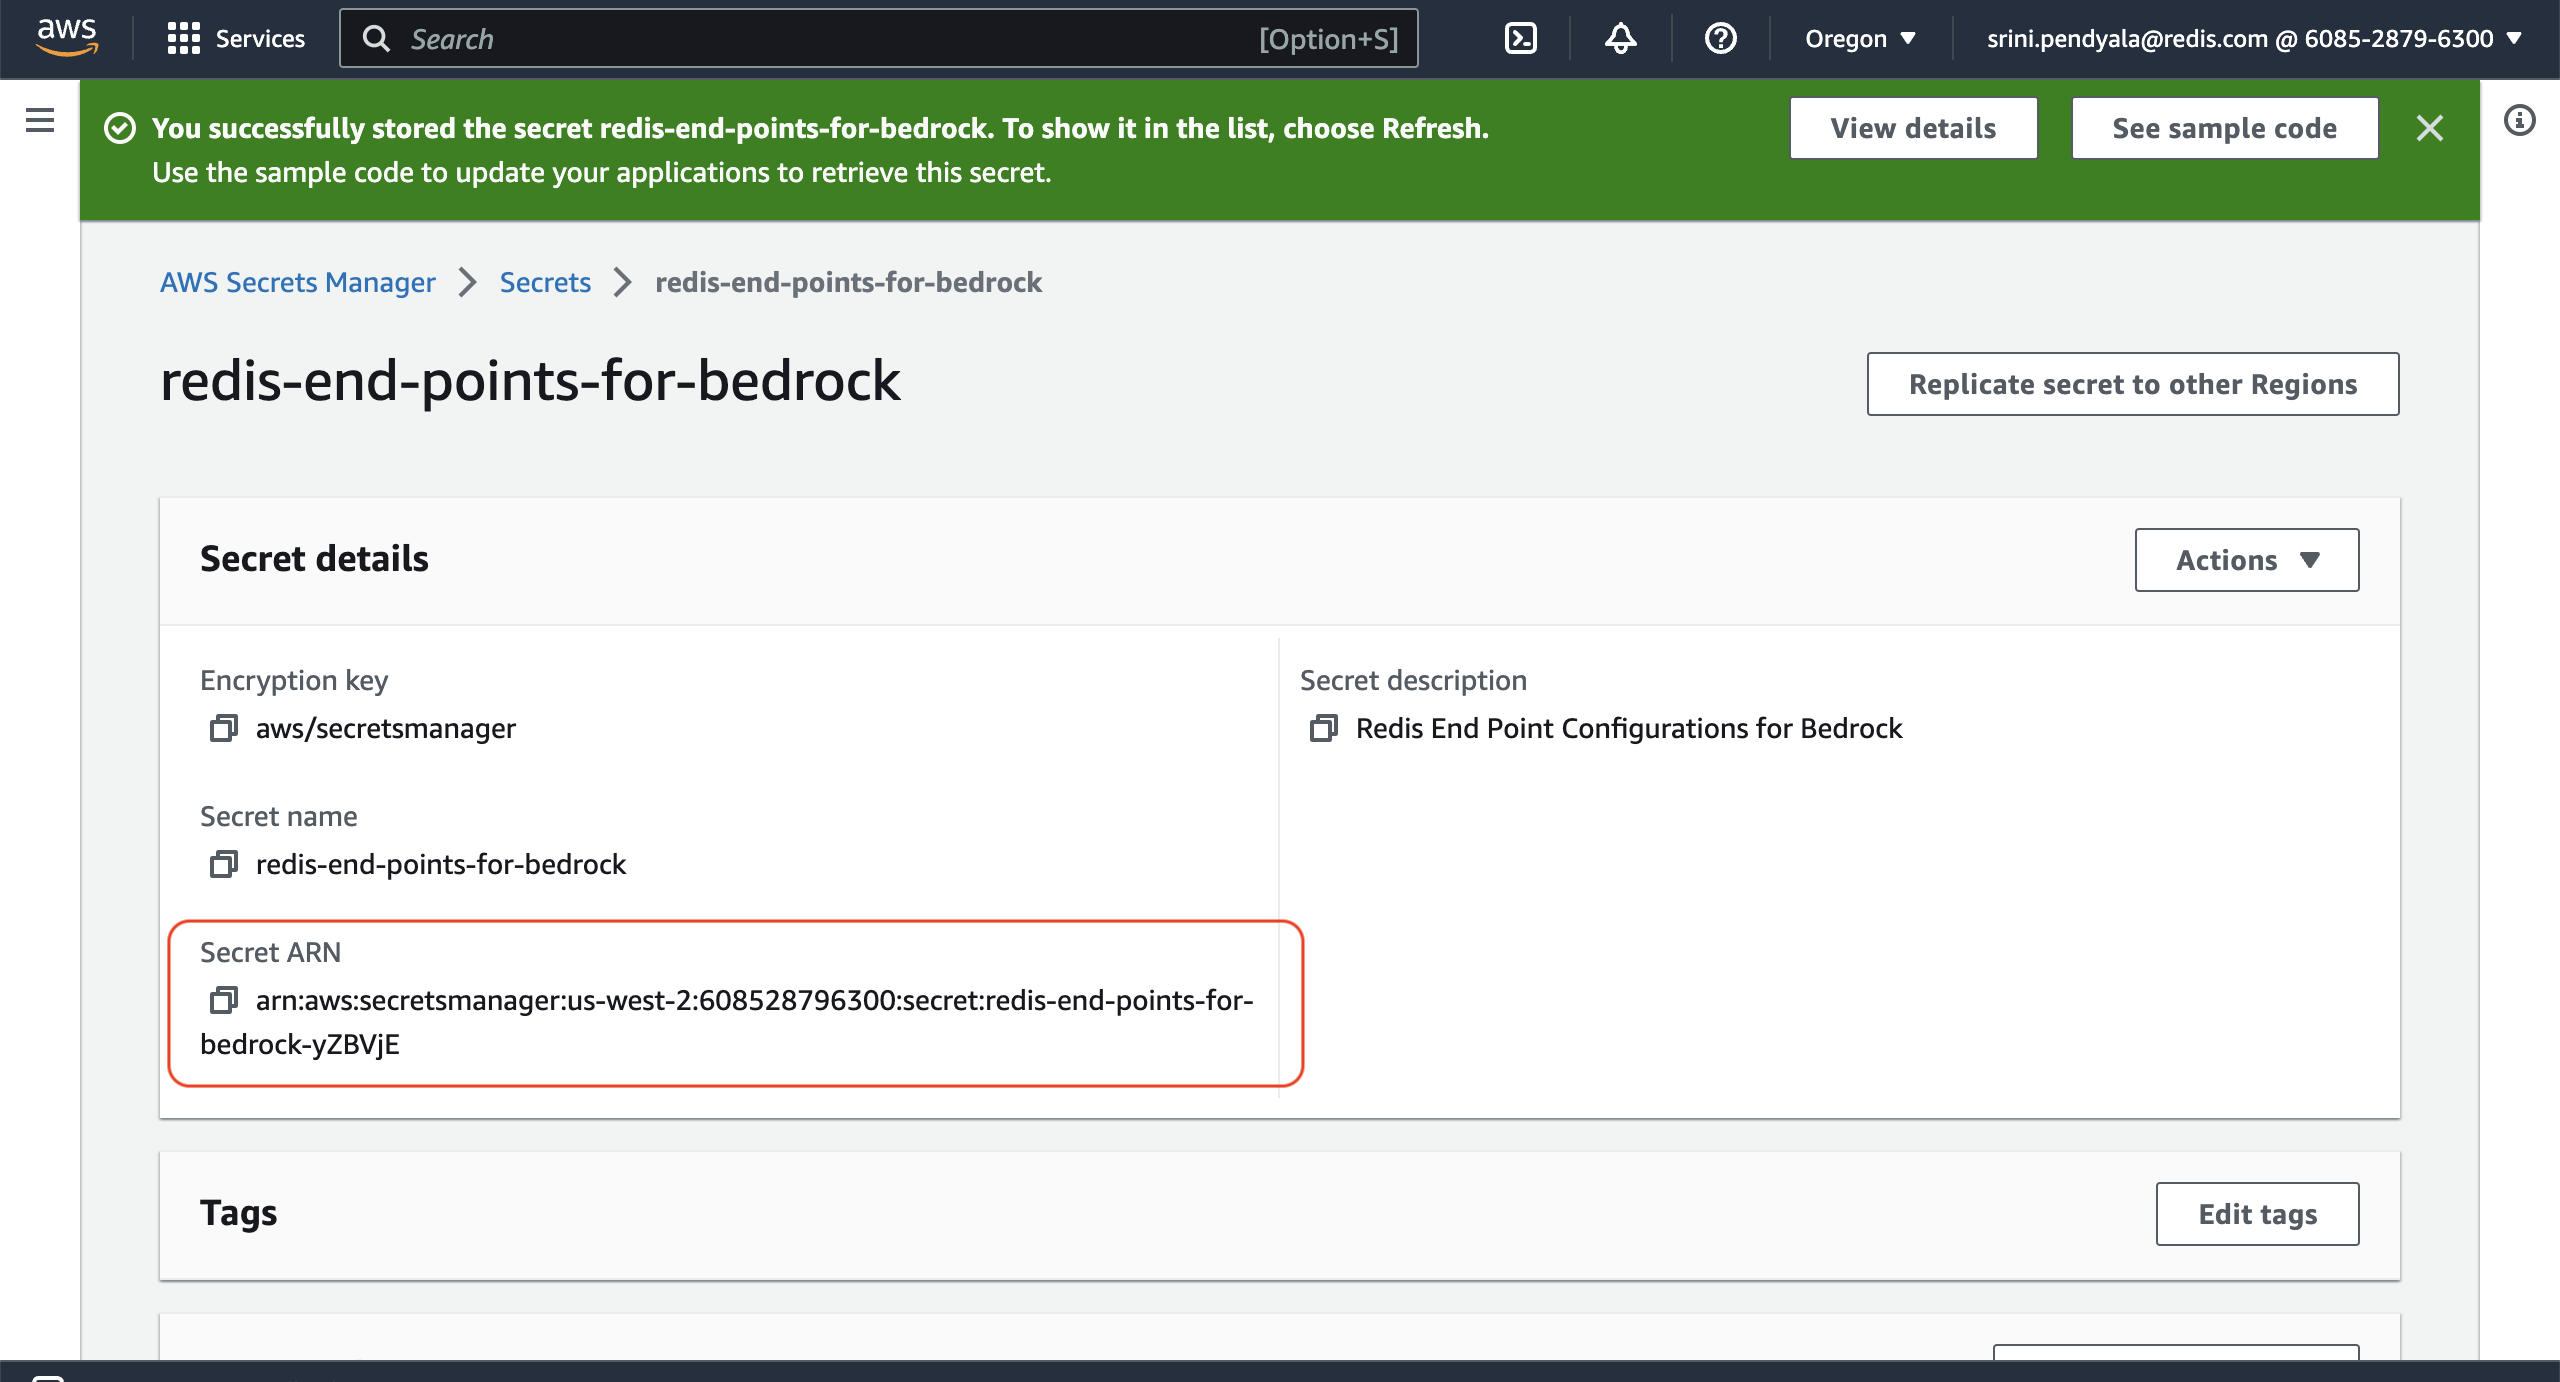 aws
Services
Search
[Option+S]
Oregon
srini.pendyala@redis.com @ 6085-2879-6300
You successfully stored the secret redis-end-points-for-bedrock. To show it in the list, choose Refresh.
Use the sample code to update your applications to retrieve this secret.
View details
See sample code
AWS Secrets Manager
Secrets
redis-end-points-for-bedrock
redis-end-points-for-bedrock
Replicate secret to other Regions
Secret details
Actions
Encryption key
aws/secretsmanager
Secret description
Redis End Point Configurations for Bedrock
Secret name
redis-end-points-for-bedrock
Secret ARN
arn:aws:secretsmanager:us-west-2:608528796300:secret:redis-end-points-for-
bedrock-yZBVjE
Tags
Edit tags